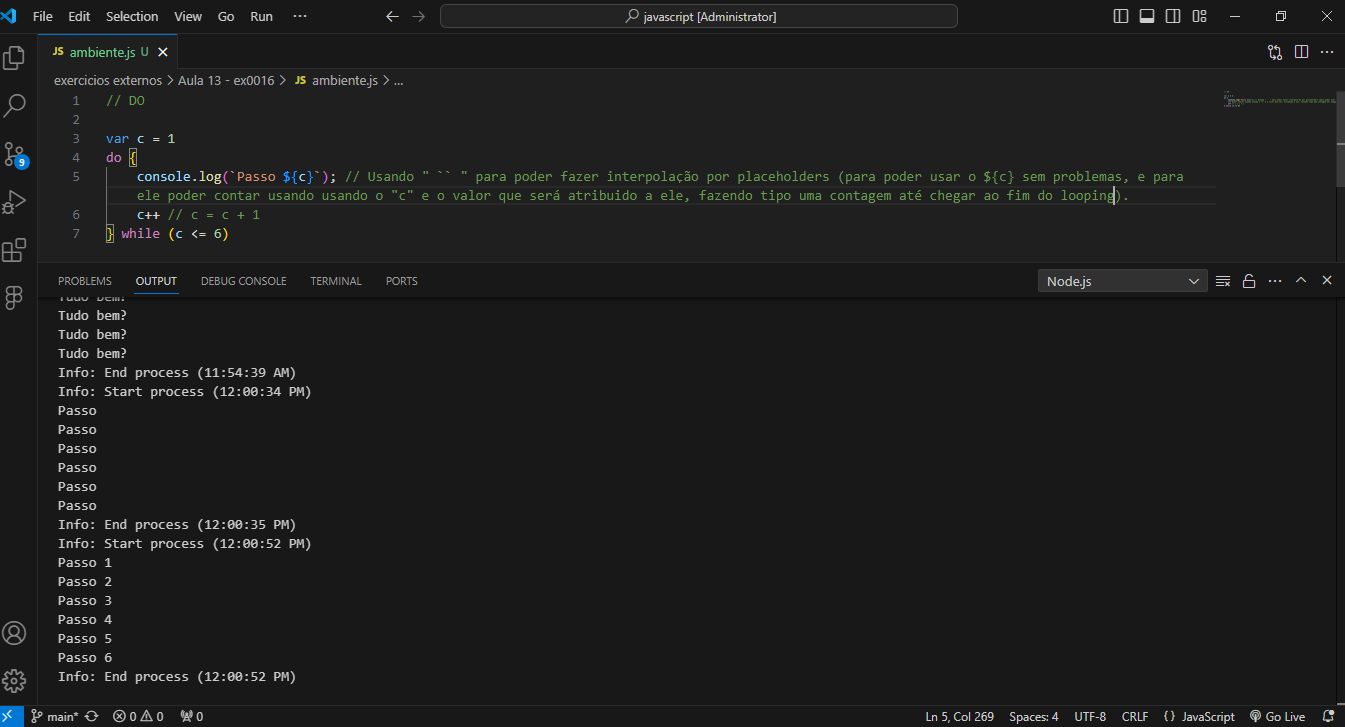 File Edit Selection View Go Run ···
javascript [Administrator]
JS ambiente.js U
exercicios externos > Aula 13 - ex0016 > JS ambiente.js > ...
1 // DO
2
3 var c = 1
4 do {
5 console.log(`Passo ${c}`); // Usando " `` " para poder fazer interpolação por placeholders (para poder usar o ${c} sem problemas, e para
ele poder contar usando usando o "c" e o valor que será atribuido a ele, fazendo tipo uma contagem até chegar ao fim do looping).
6 c++ // c = c + 1
7 } while (c <= 6)
PROBLEMS OUTPUT DEBUG CONSOLE TERMINAL PORTS
Node.js
Tudo bem?
Tudo bem?
Tudo bem?
Tudo bem?
Info: End process (11:54:39 AM)
Info: Start process (12:00:34 PM)
Passo
Passo
Passo
Passo
Passo
Passo
Info: End process (12:00:35 PM)
Info: Start process (12:00:52 PM)
Passo 1
Passo 2
Passo 3
Passo 4
Passo 5
Passo 6
Info: End process (12:00:52 PM)
9
main* 0 0 0
Ln 5, Col 269 Spaces: 4 UTF-8 CRLF {} JavaScript Go Live